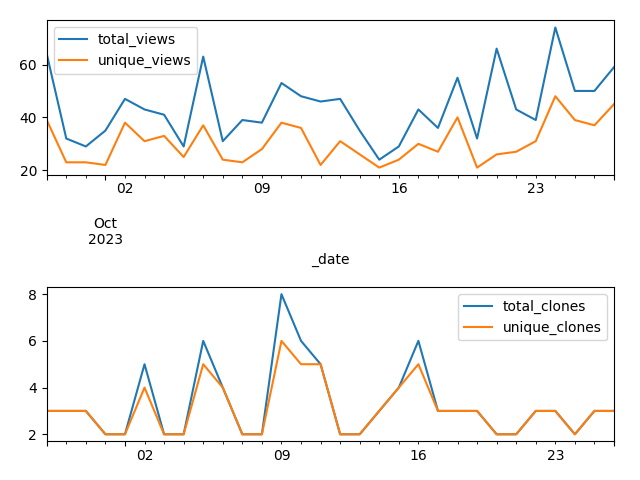 total_views
unique_views
60
40
20
02 09 16 23
Oct
2023
_date
total_clones
unique_clones
8
6
4
2
02 09 16 23